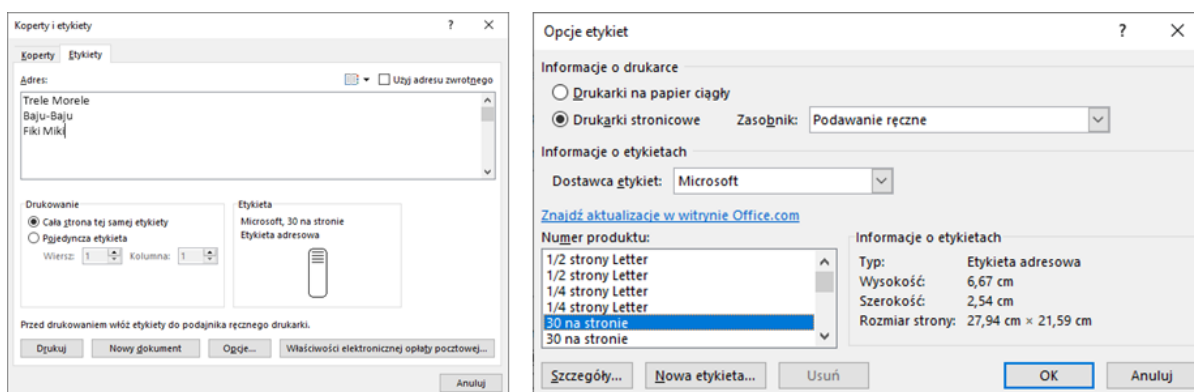 Koperty i etykiety
Koperty Etykiety
Adres:
Użyj adresu zwrotnego
Trele Morele
Baju-Baju
Fiki Miki
Drukowanie
Cała strona tej samej etykiety
Pojedyncza etykieta
Wiersz: 1 Kolumna: 1
Etykieta
Microsoft, 30 na stronie
Etykieta adresowa
Przed drukowaniem włóż etykiety do podajnika ręcznego drukarki.
Drukuj Nowy dokument Opcje... Właściwości elektronicznej opłaty pocztowej...
Anuluj
Opcje etykiet
Informacje o drukarce
Drukarki na papier ciągły
Drukarki stronicowe Zasobnik: Podawanie ręczne
Informacje o etykietach
Dostawca etykiet: Microsoft
Znajdź aktualizacje w witrynie Office.com
Numer produktu:
1/2 strony Letter
1/2 strony Letter
1/4 strony Letter
1/4 strony Letter
30 na stronie
30 na stronie
Informacje o etykietach
Typ: Etykieta adresowa
Wysokość: 6,67 cm
Szerokość: 2,54 cm
Rozmiar strony: 27,94 cm × 21,59 cm
Szczegóły... Nowa etykieta... Usuń OK Anuluj